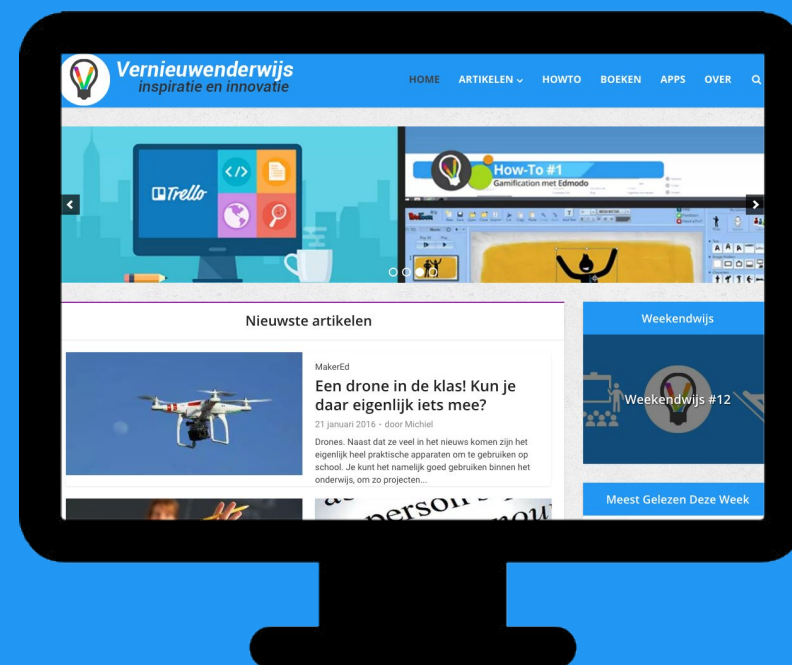 Vernieuwenderwijs
inspiratie en innovatie
HOME ARTIKELEN HOWTO BOEKEN APPS OVER
Trello
</>
How-To #1
Gamification met Edmodo
Nieuwste artikelen
MakerEd
Een drone in de klas! Kun je
daar eigenlijk iets mee?
21 januari 2016 • door Michiel
Drones. Naast dat ze veel in het nieuws komen zijn het
eigenlijk heel praktische apparaten om te gebruiken op
school. Je kunt het namelijk goed gebruiken binnen het
onderwijs, om zo projecten...
Weekendwijs
Weekendwijs #12
Meest Gelezen Deze Week